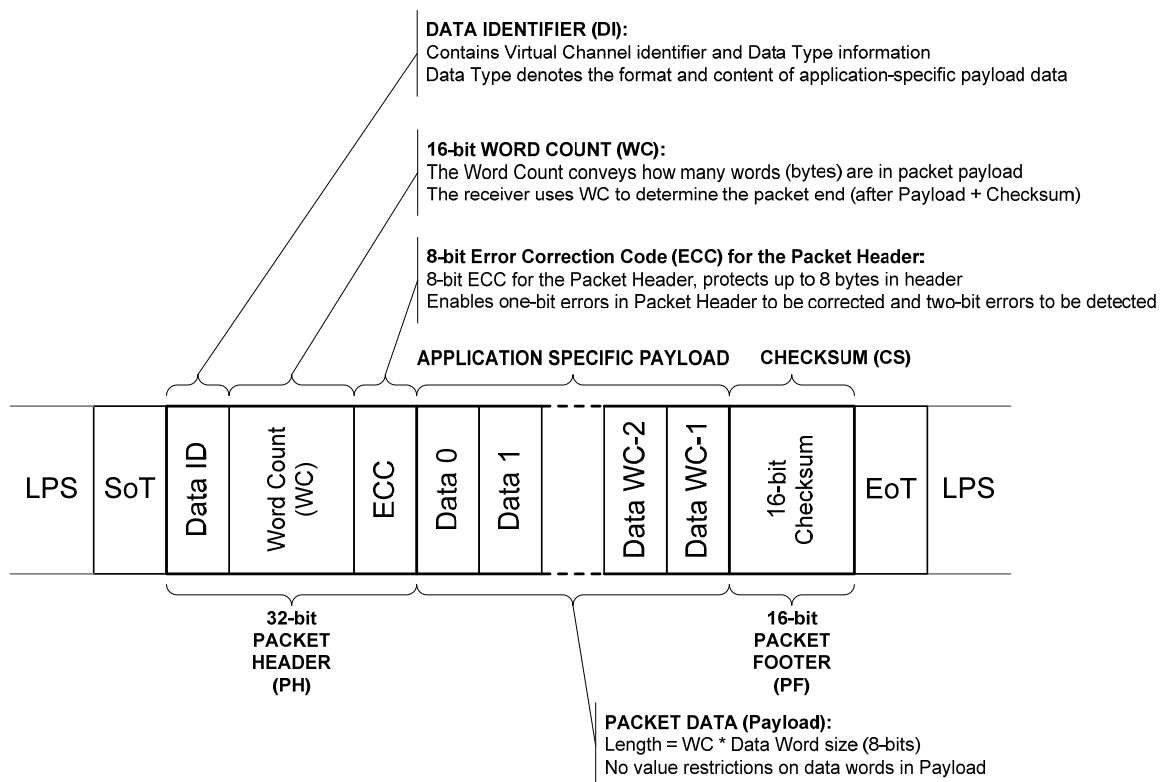 DATA IDENTIFIER (DI):
Contains Virtual Channel identifier and Data Type information
Data Type denotes the format and content of application-specific payload data
16-bit WORD COUNT (WC):
The Word Count conveys how many words (bytes) are in packet payload
The receiver uses WC to determine the packet end (after Payload + Checksum)
8-bit Error Correction Code (ECC) for the Packet Header:
8-bit ECC for the Packet Header, protects up to 8 bytes in header
Enables one-bit errors in Packet Header to be corrected and two-bit errors to be detected
APPLICATION SPECIFIC PAYLOAD
CHECKSUM (CS)
LPS
SoT
Data ID
Word Count
(WC)
ECC
Data 0
Data 1
Data WC-2
Data WC-1
16-bit
Checksum
EoT
LPS
32-bit
PACKET
HEADER
(PH)
16-bit
PACKET
FOOTER
(PF)
PACKET DATA (Payload):
Length = WC * Data Word size (8-bits)
No value restrictions on data words in Payload